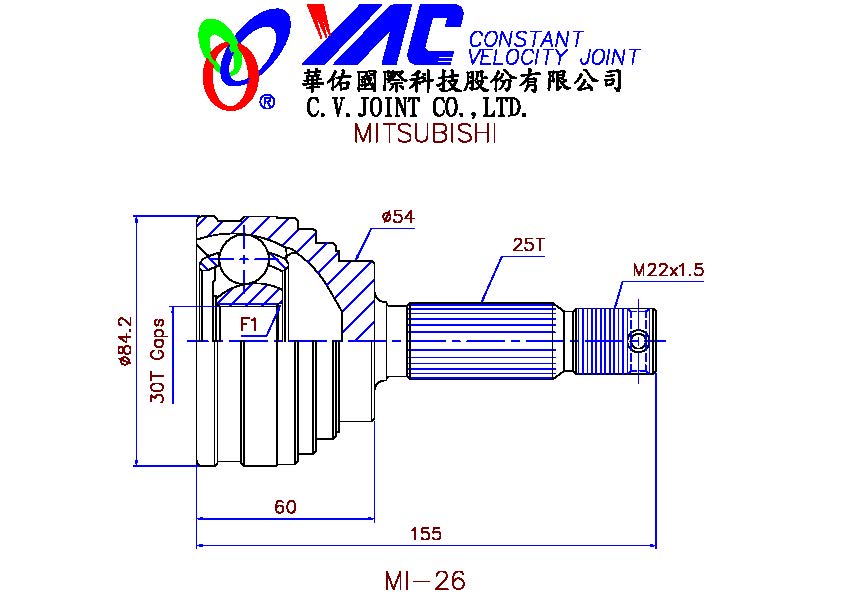 YAC CONSTANT
VELOCITY JOINT
®
華佑國際科技股份有限公司
C.V.JOINT CO.,LTD.
MITSUBISHI
ø54
25T
M22x1.5
F1
ø84.2
30T Gaps
60
155
MI-26